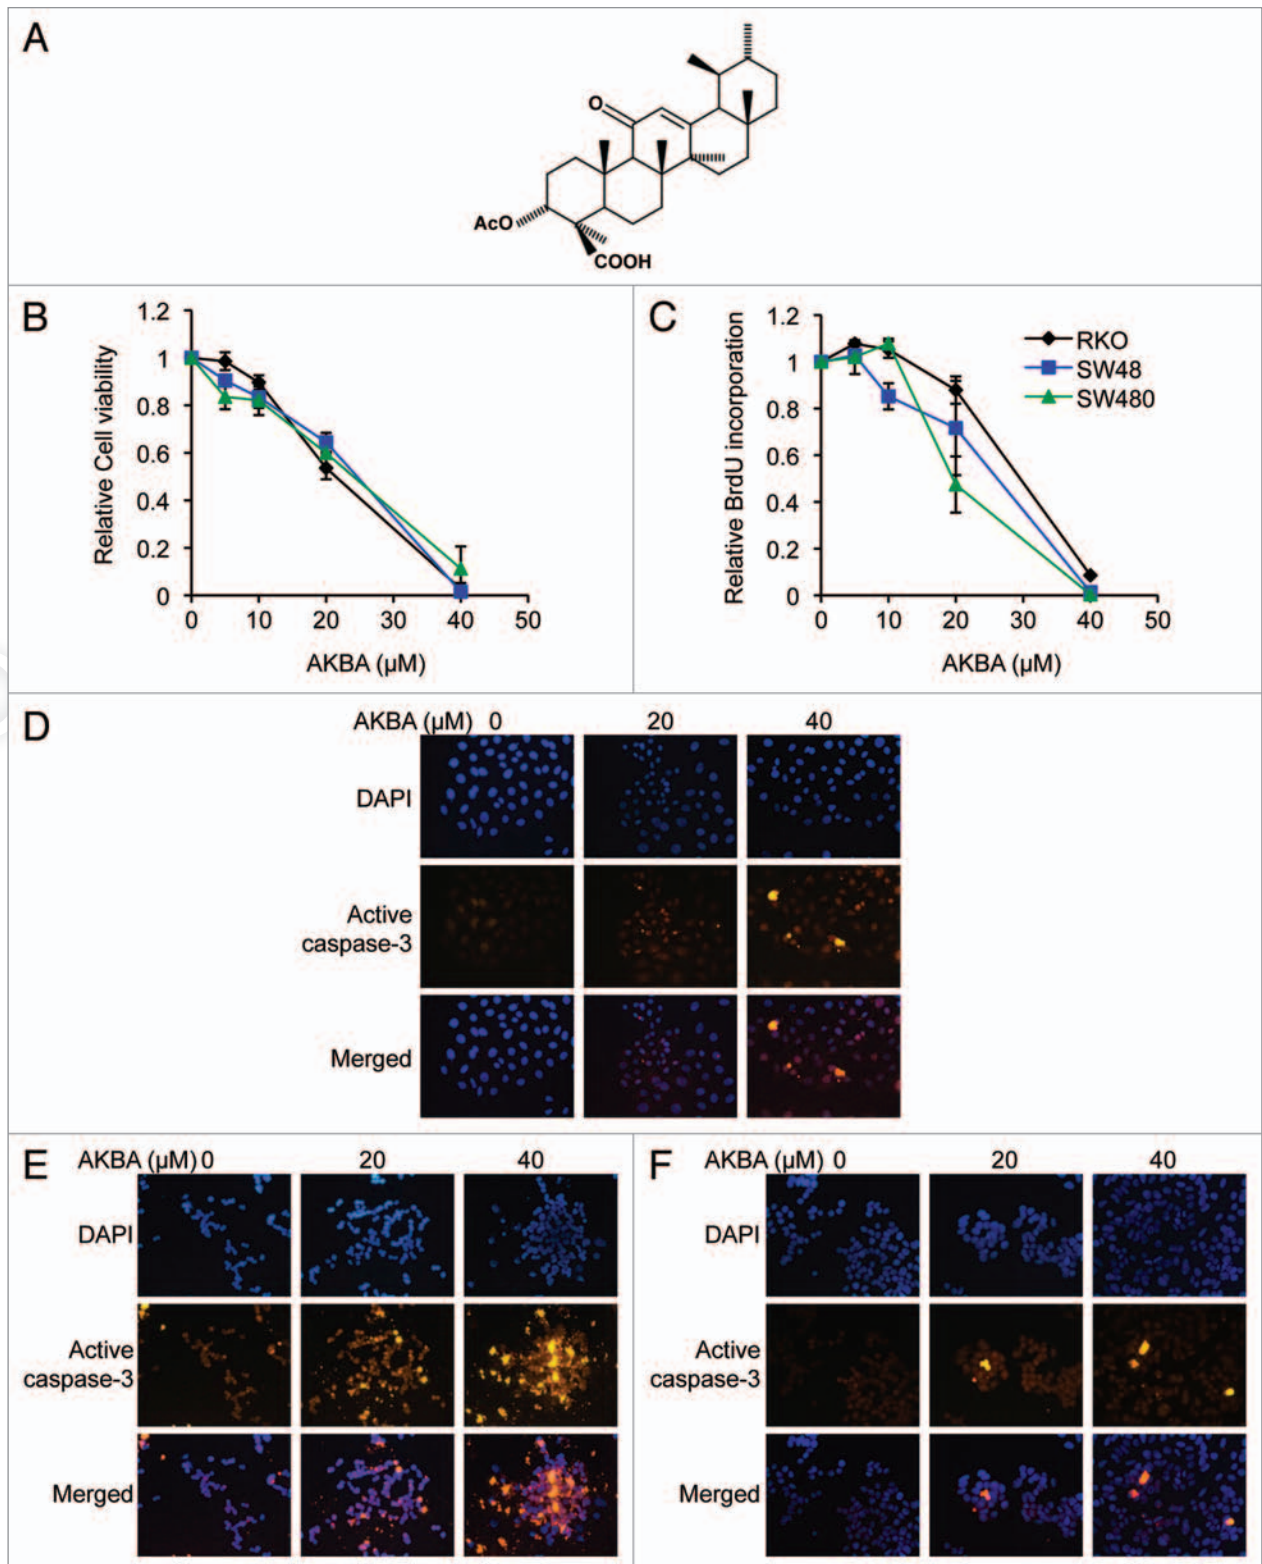 A
O
AcO
COOH
B
1.2
1
0.8
0.6
0.4
0.2
0
0 10 20 30 40 50
Relative Cell viability
AKBA (µM)
C
1.2
1
0.8
0.6
0.4
0.2
0
0 10 20 30 40 50
Relative BrdU incorporation
AKBA (µM)
RKO
SW48
SW480
D
AKBA (µM) 0 20 40
DAPI
Active
caspase-3
Merged
E
AKBA (µM) 0 20 40
DAPI
Active
caspase-3
Merged
F
AKBA (µM) 0 20 40
DAPI
Active
caspase-3
Merged